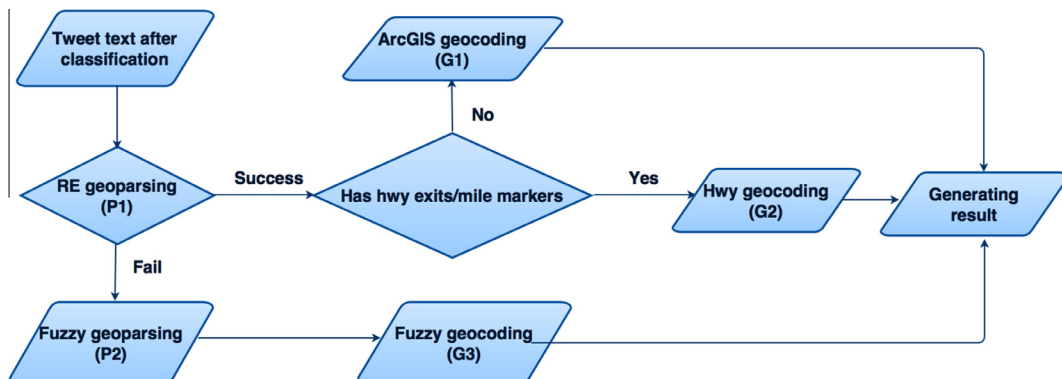 Tweet text after
classification
ArcGIS geocoding
(G1)
No
RE geoparsing
(P1)
Success
Has hwy exits/mile markers
Yes
Hwy geocoding
(G2)
Generating
result
Fail
Fuzzy geoparsing
(P2)
Fuzzy geocoding
(G3)